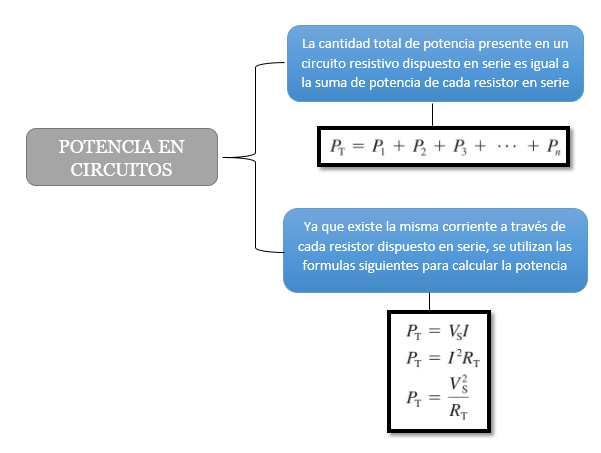 La cantidad total de potencia presente en un
circuito resistivo dispuesto en serie es igual a
la suma de potencia de cada resistor en serie
P_T = P_1 + P_2 + P_3 + ··· + P_n
POTENCIA EN
CIRCUITOS
Ya que existe la misma corriente a través de
cada resistor dispuesto en serie, se utilizan las
formulas siguientes para calcular la potencia
P_T = V_S I
P_T = I^2 R_T
P_T = V_S^2 / R_T